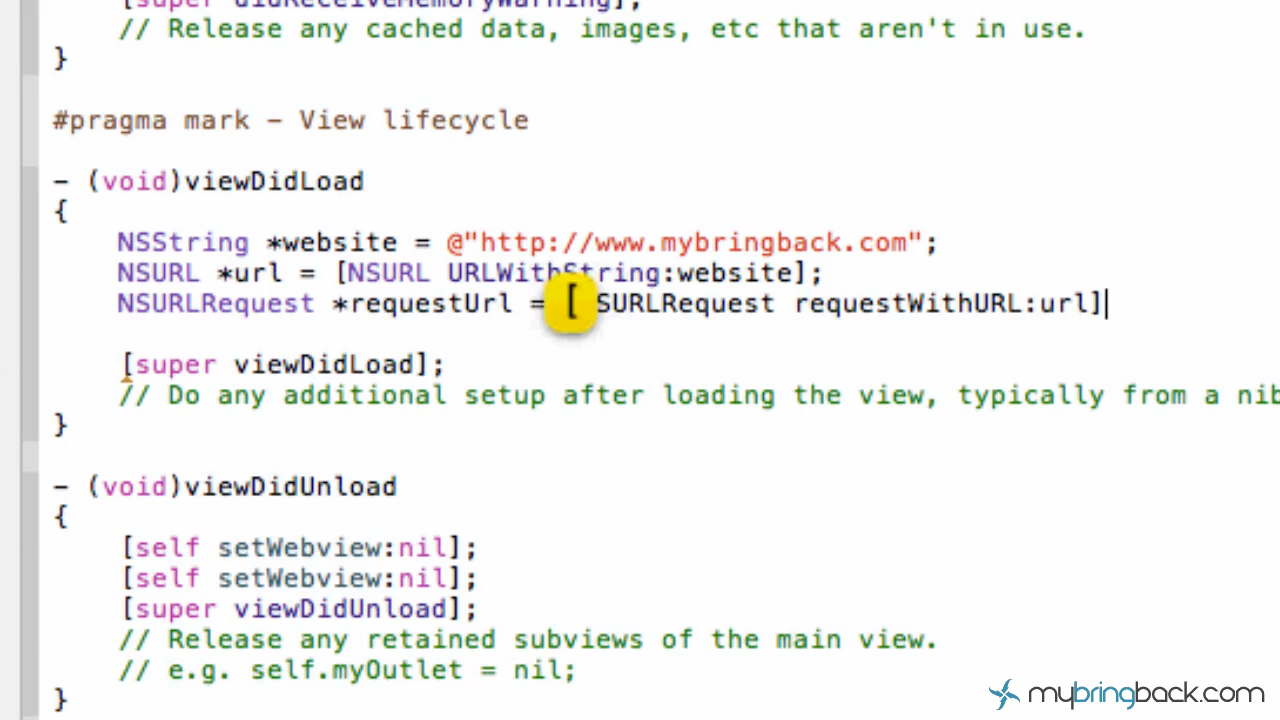 [super didReceiveMemoryWarning];
// Release any cached data, images, etc that aren't in use.
}
#pragma mark - View lifecycle
- (void)viewDidLoad
{
NSString *website = @"http://www.mybringback.com";
NSURL *url = [NSURL URLWithString:website];
NSURLRequest *requestUrl = [NSURLRequest requestWithURL:url]
[super viewDidLoad];
// Do any additional setup after loading the view, typically from a nib
}
- (void)viewDidUnload
{
[self setWebview:nil];
[self setWebview:nil];
[super viewDidUnload];
// Release any retained subviews of the main view.
// e.g. self.myOutlet = nil;
}
mybringback.com